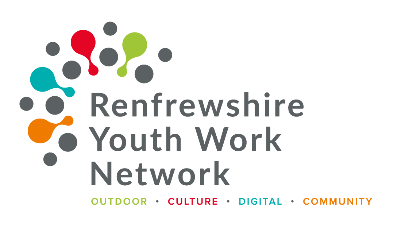 Renfrewshire
Youth Work
Network
OUTDOOR • CULTURE • DIGITAL • COMMUNITY